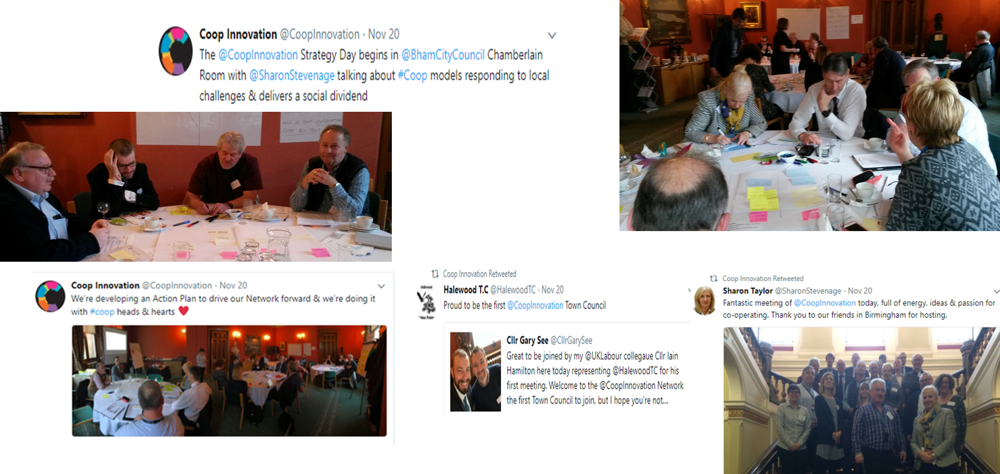 Coop Innovation @CoopInnovation · Nov 20
The @CoopInnovation Strategy Day begins in @BhamCityCouncil Chamberlain
Room with @SharonStevenage talking about #Coop models responding to local
challenges & delivers a social dividend
WILL BE SENT CONFIRMATION
CODE BY TEXT
Coop Innovation @CoopInnovation · Nov 20
We're developing an Action Plan to drive our Network forward & we're doing it
with #coop heads & hearts ♥
Coop Innovation Retweeted
Halewood T.C @HalewoodTC · Nov 20
Proud to be the first @CoopInnovation Town Council
Cllr Gary See @CllrGarySee
Great to be joined by my @UKLabour collegaue Cllr Iain
Hamilton here today representing @HalewoodTC for his
first meeting. Welcome to the @CoopInnovation Network
the first Town Council to join, but I hope you're not...
Coop Innovation Retweeted
Sharon Taylor @SharonStevenage · Nov 20
Fantastic meeting of @CoopInnovation today, full of energy, ideas & passion for
co-operating. Thank you to our friends in Birmingham for hosting.